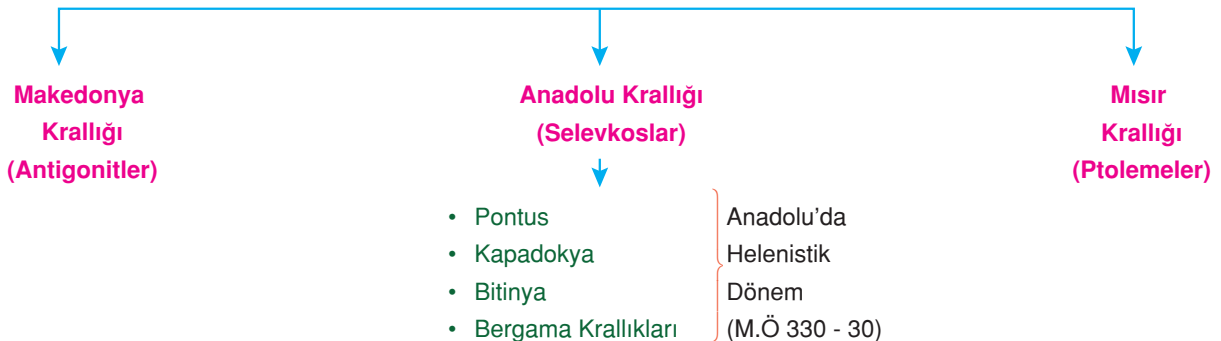 Makedonya
Krallığı
(Antigonitler)
Anadolu Krallığı
(Selevkoslar)
Mısır
Krallığı
(Ptolemeler)
• Pontus
• Kapadokya
• Bitinya
• Bergama Krallıkları
Anadolu’da
Helenistik
Dönem
(M.Ö 330 - 30)